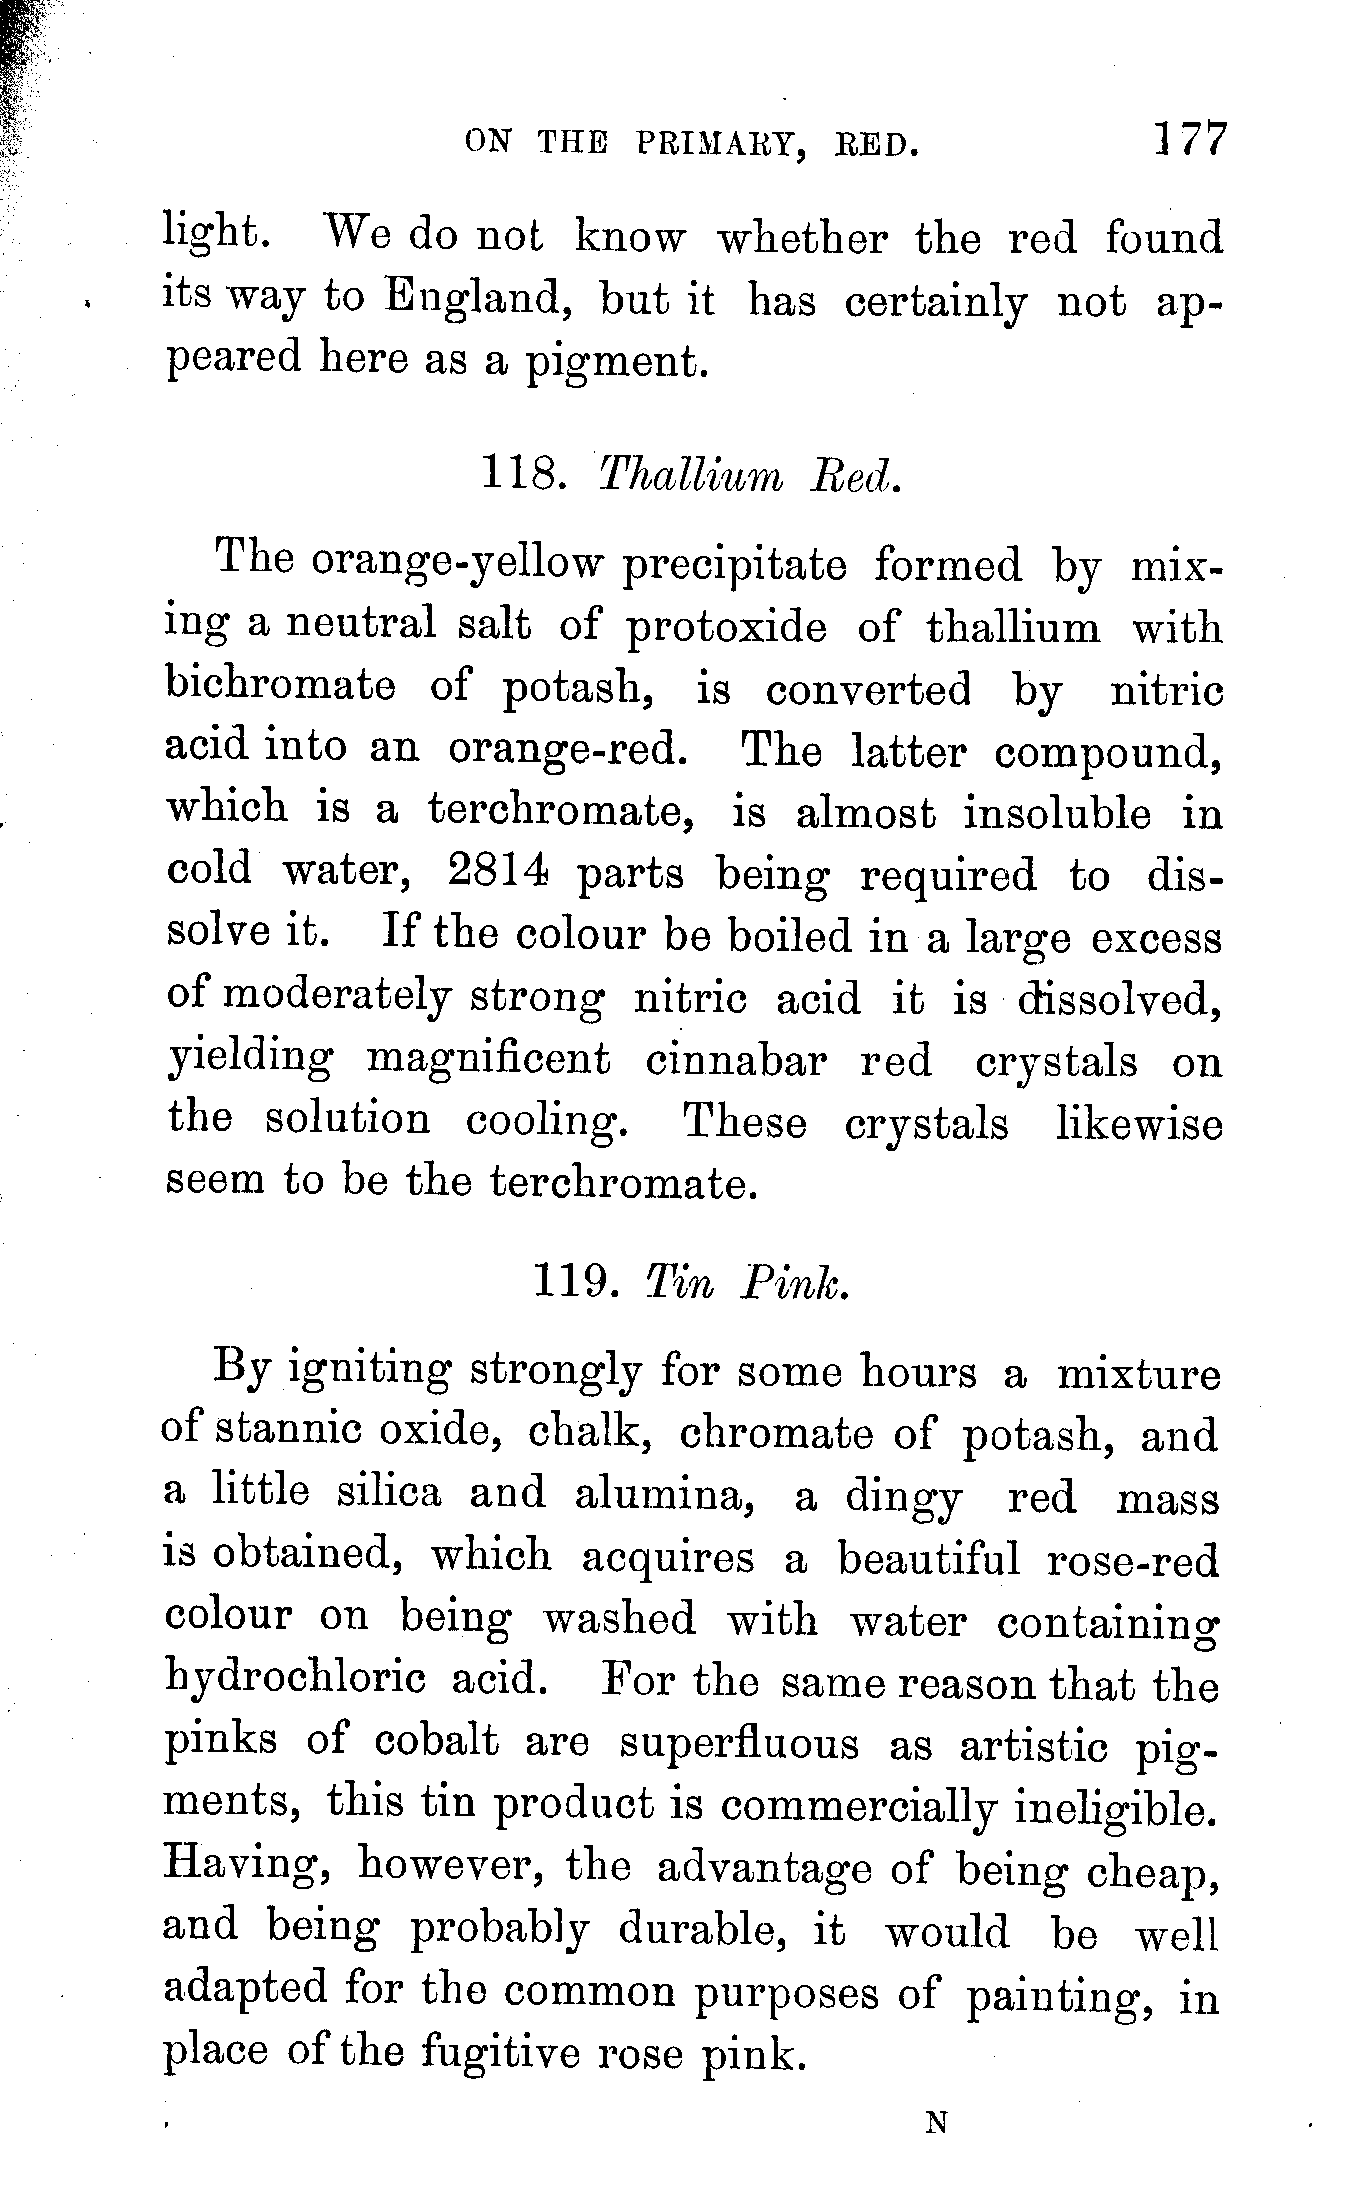 ON THE PRIMARY, RED. 177
light. We do not know whether the red found
its way to England, but it has certainly not ap-
peared here as a pigment.
118. Thallium Red.
The orange-yellow precipitate formed by mix-
ing a neutral salt of protoxide of thallium with
bichromate of potash, is converted by nitric
acid into an orange-red. The latter compound,
which is a terchromate, is almost insoluble in
cold water, 2814 parts being required to dis-
solve it. If the colour be boiled in a large excess
of moderately strong nitric acid it is dissolved,
yielding magnificent cinnabar red crystals on
the solution cooling. These crystals likewise
seem to be the terchromate.
119. Tin Pink.
By igniting strongly for some hours a mixture
of stannic oxide, chalk, chromate of potash, and
a little silica and alumina, a dingy red mass
is obtained, which acquires a beautiful rose-red
colour on being washed with water containing
hydrochloric acid. For the same reason that the
pinks of cobalt are superfluous as artistic pig-
ments, this tin product is commercially ineligible.
Having, however, the advantage of being cheap,
and being probably durable, it would be well
adapted for the common purposes of painting, in
place of the fugitive rose pink.
N